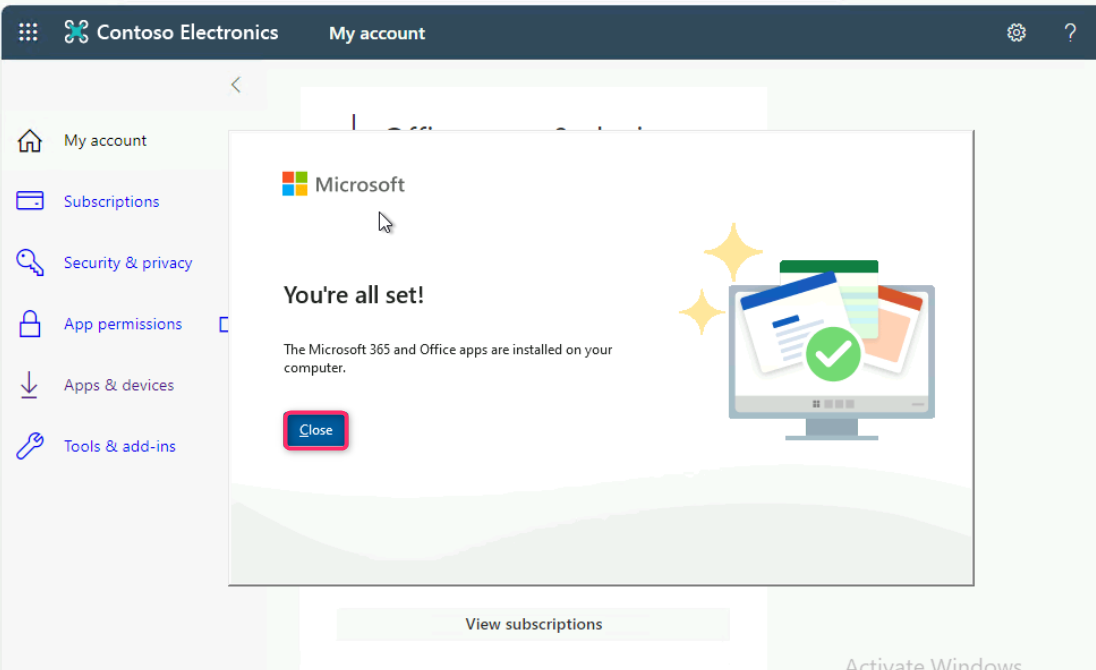 Contoso Electronics
My account
?
My account
Subscriptions
Security & privacy
App permissions
Apps & devices
Tools & add-ins
Microsoft
You're all set!
The Microsoft 365 and Office apps are installed on your
computer.
Close
View subscriptions
Activate Windows